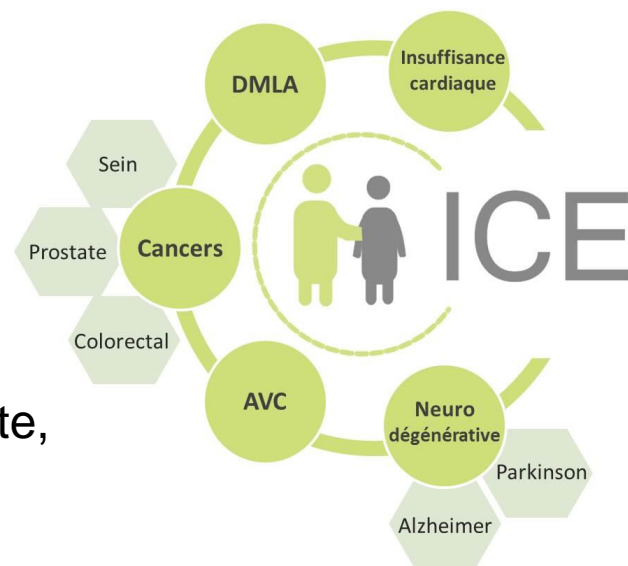 Insuffisance
cardiaque
DMLA
Sein
Prostate
Cancers
Colorectal
ICE
AVC
te,
Neuro
dégénérative
Parkinson
Alzheimer